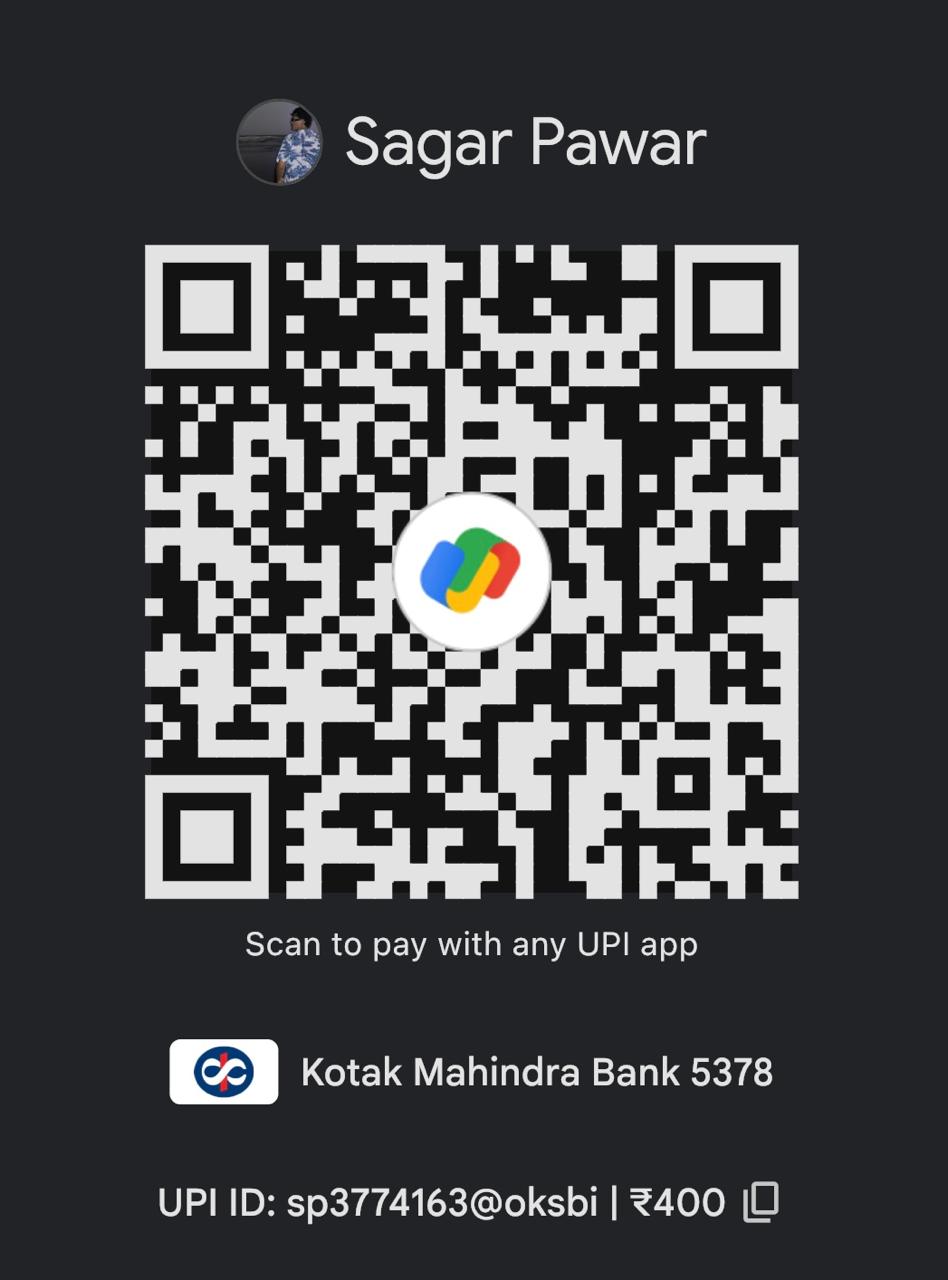 Sagar Pawar
Scan to pay with any UPI app
Kotak Mahindra Bank 5378
UPI ID: sp3774163@oksbi | ₹400